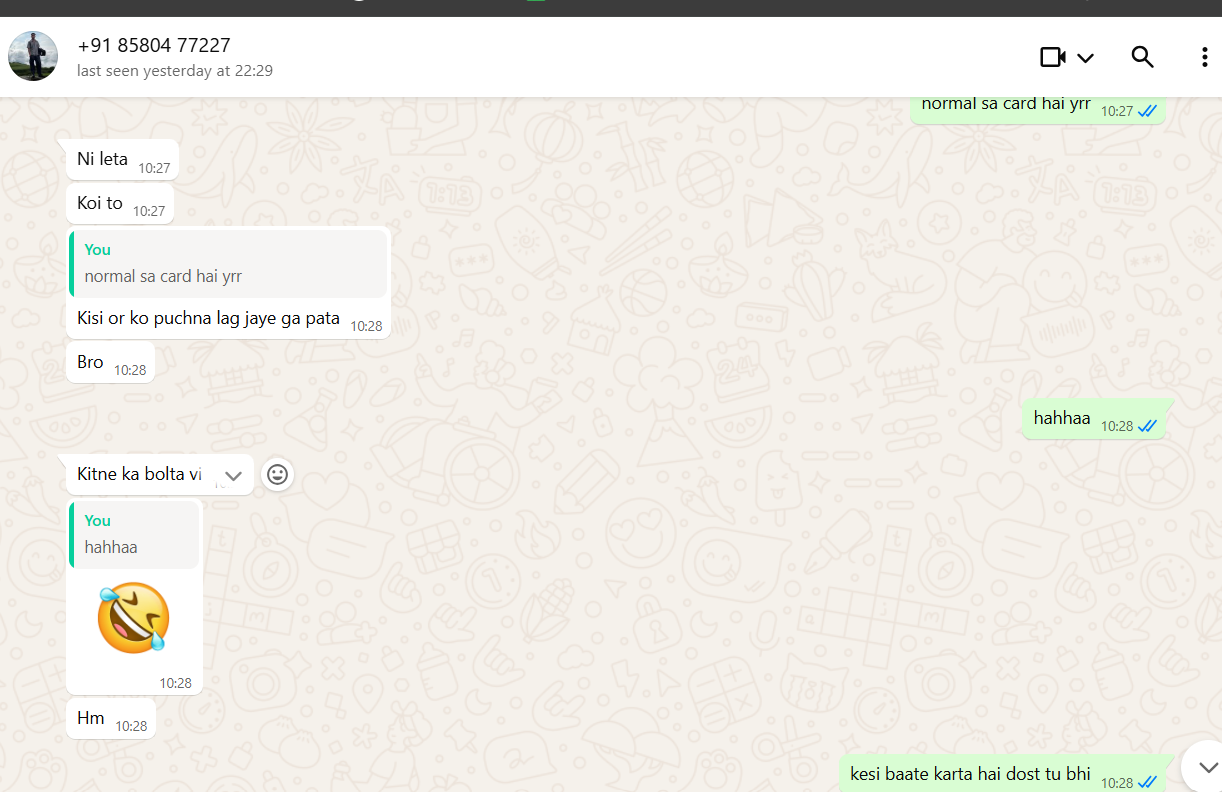 +91 85804 77227
last seen yesterday at 22:29
normal sa card hai yrr 10:27
Ni leta 10:27
Koi to 10:27
You
normal sa card hai yrr
Kisi or ko puchna lag jaye ga pata 10:28
Bro 10:28
hahhaa 10:28
Kitne ka bolta vi
You
hahhaa
10:28
Hm 10:28
kesi baate karta hai dost tu bhi 10:28